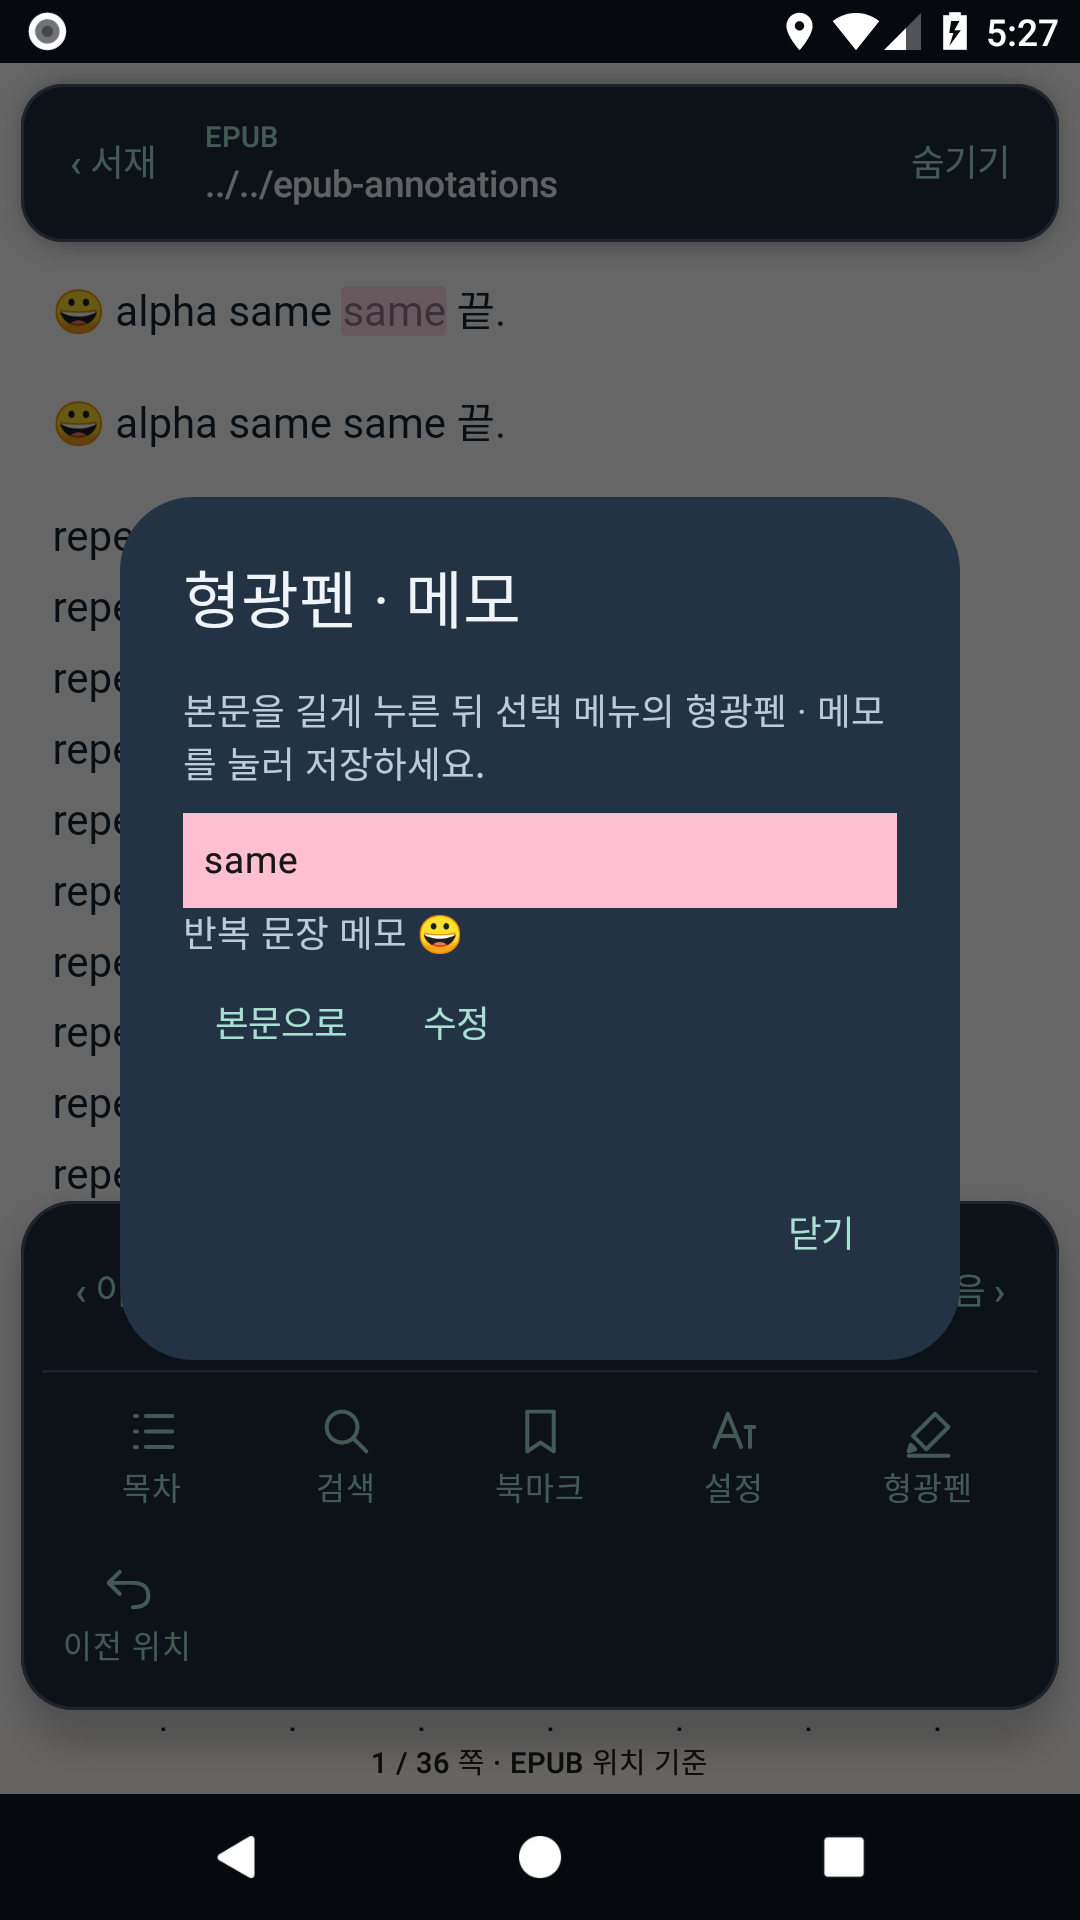 5:27
‹ 서재
EPUB
../../epub-annotations
숨기기
😀 alpha same same 끝.
😀 alpha same same 끝.
형광펜 · 메모
본문을 길게 누른 뒤 선택 메뉴의 형광펜 · 메모
를 눌러 저장하세요.
same
반복 문장 메모 😀
본문으로 수정
닫기
목차 검색 북마크 설정 형광펜
이전 위치
1 / 36 쪽 · EPUB 위치 기준